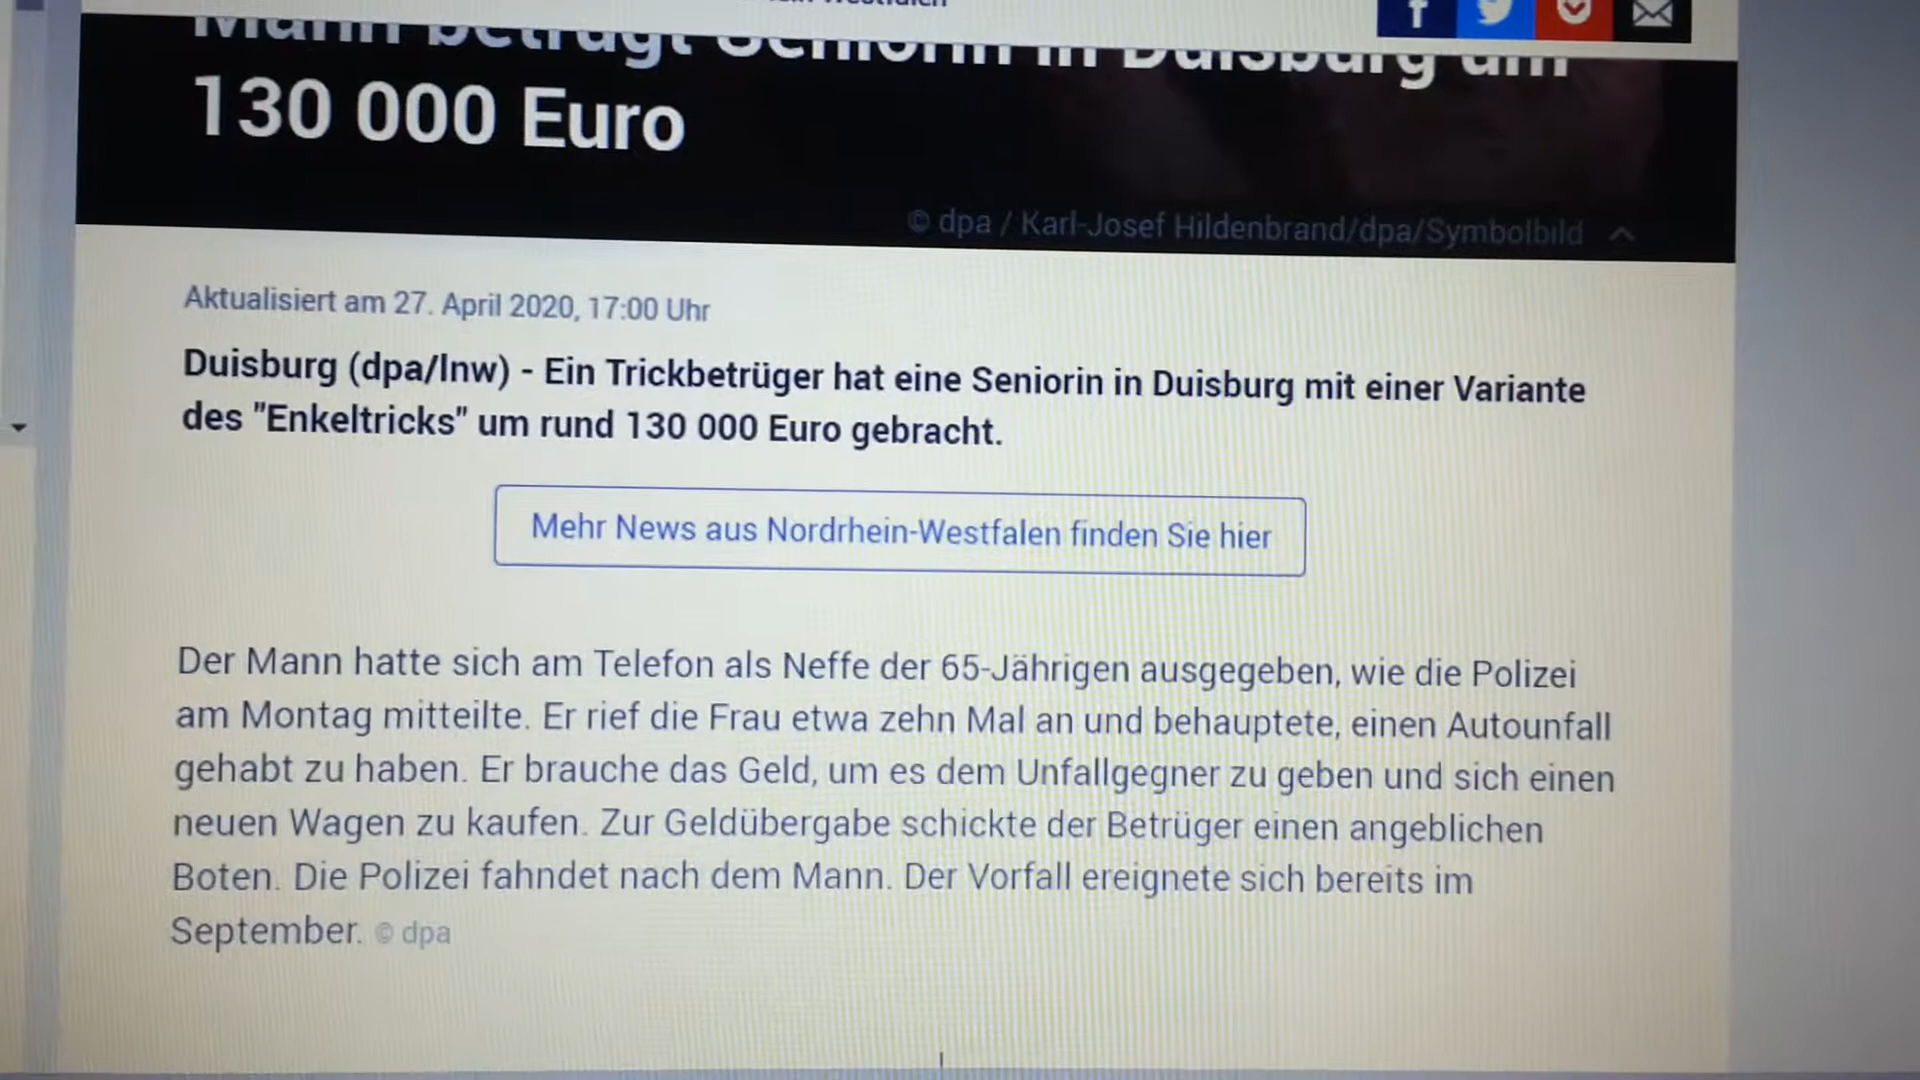 Mann betrügt Seniorin in Duisburg um
130 000 Euro
© dpa / Karl-Josef Hildenbrand/dpa/Symbolbild
Aktualisiert am 27. April 2020, 17:00 Uhr
Duisburg (dpa/lnw) - Ein Trickbetrüger hat eine Seniorin in Duisburg mit einer Variante
des "Enkeltricks" um rund 130 000 Euro gebracht.
Mehr News aus Nordrhein-Westfalen finden Sie hier
Der Mann hatte sich am Telefon als Neffe der 65-Jährigen ausgegeben, wie die Polizei
am Montag mitteilte. Er rief die Frau etwa zehn Mal an und behauptete, einen Autounfall
gehabt zu haben. Er brauche das Geld, um es dem Unfallgegner zu geben und sich einen
neuen Wagen zu kaufen. Zur Geldübergabe schickte der Betrüger einen angeblichen
Boten. Die Polizei fahndet nach dem Mann. Der Vorfall ereignete sich bereits im
September. © dpa